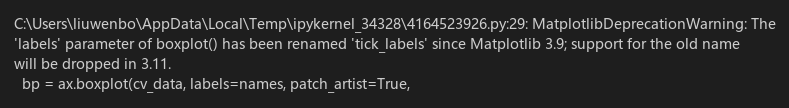 C:\Users\liuwenbo\AppData\Local\Temp\ipykernel_34328\4164523926.py:29: MatplotlibDeprecationWarning: The
'labels' parameter of boxplot() has been renamed 'tick_labels' since Matplotlib 3.9; support for the old name
will be dropped in 3.11.
  bp = ax.boxplot(cv_data, labels=names, patch_artist=True,